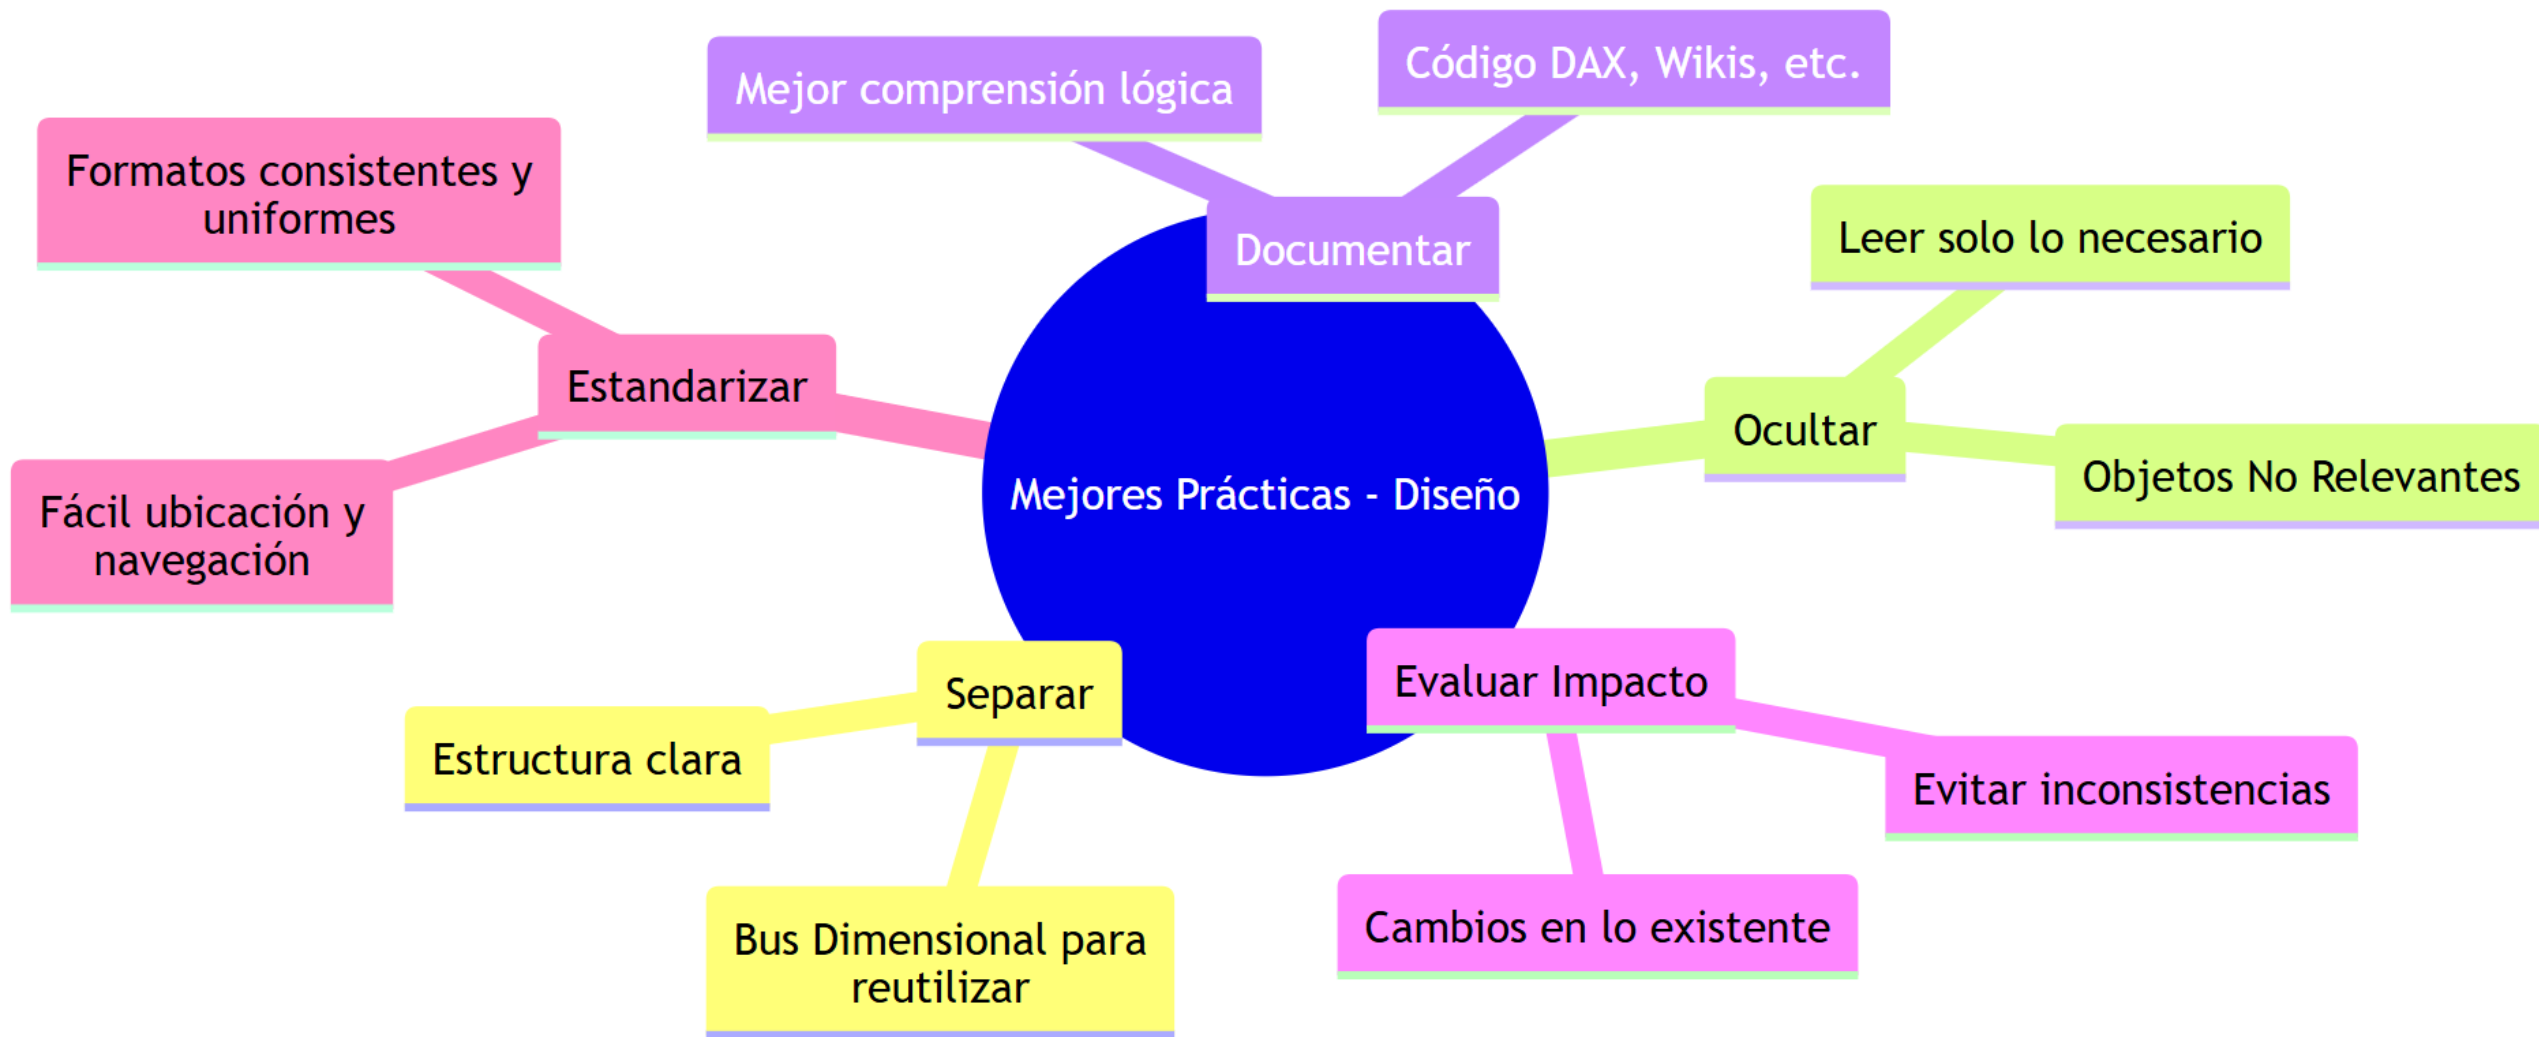 Mejores Prácticas - Diseño
Documentar
Mejor comprensión lógica
Código DAX, Wikis, etc.
Ocultar
Leer solo lo necesario
Objetos No Relevantes
Evaluar Impacto
Evitar inconsistencias
Cambios en lo existente
Separar
Estructura clara
Bus Dimensional para
reutilizar
Estandarizar
Formatos consistentes y
uniformes
Fácil ubicación y
navegación